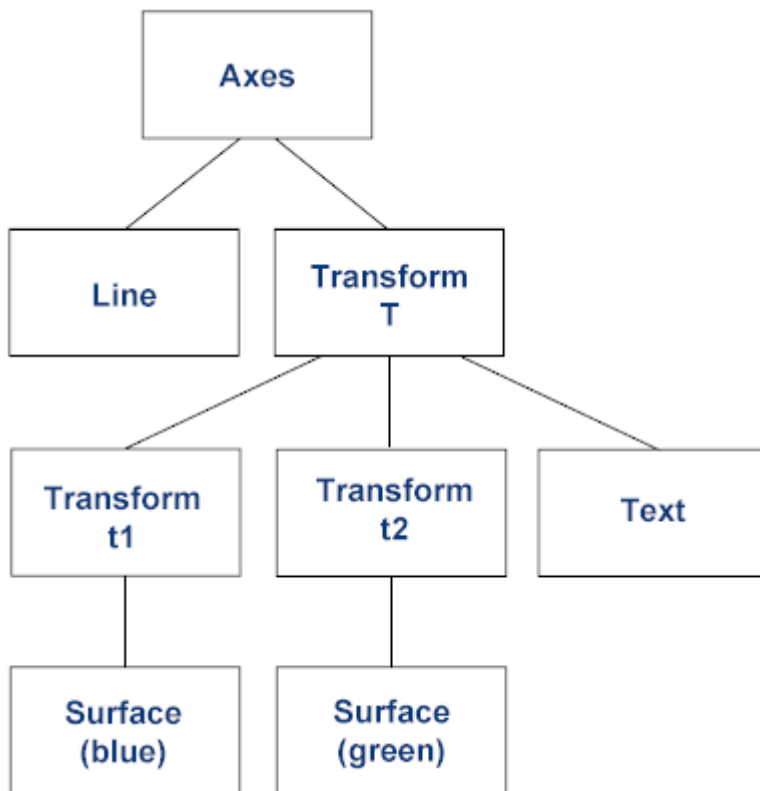 Axes
Line
Transform
T
Transform
t1
Transform
t2
Text
Surface
(blue)
Surface
(green)